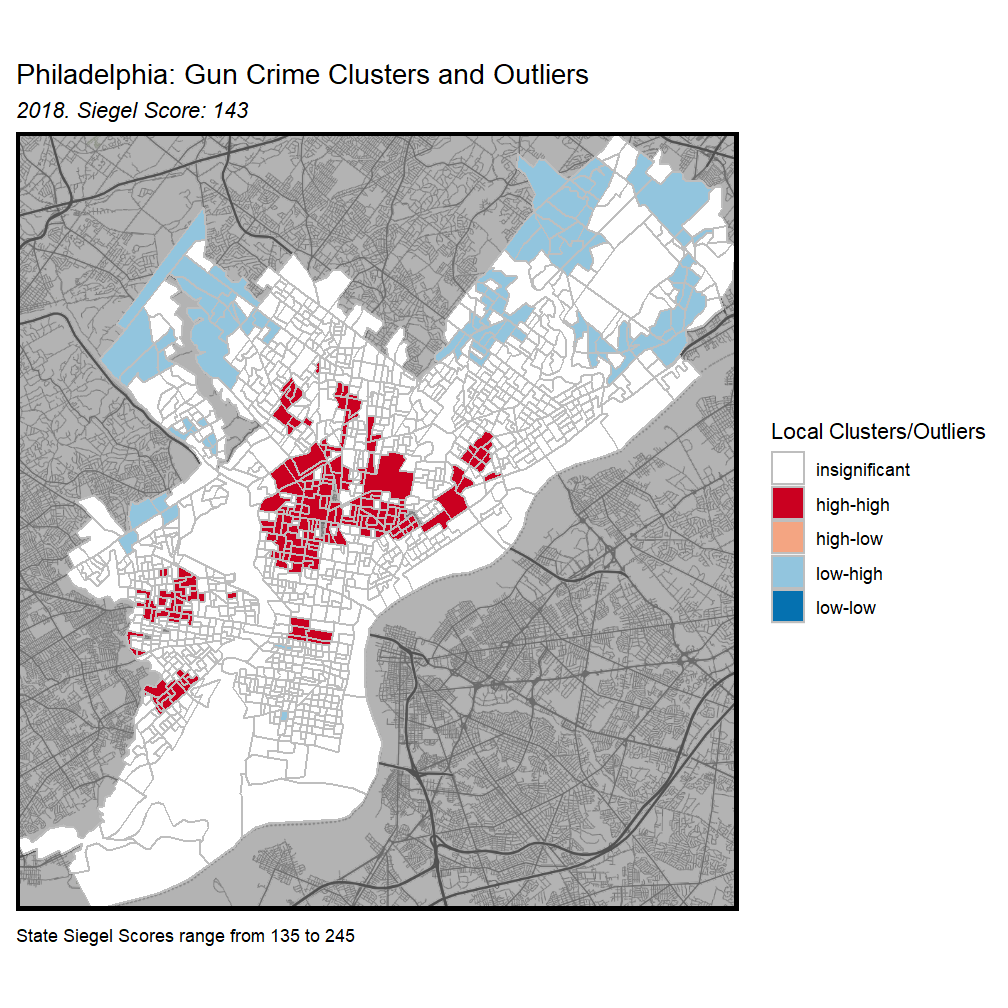 Philadelphia: Gun Crime Clusters and Outliers
2018. Siegel Score: 143
Local Clusters/Outliers
insignificant
high-high
high-low
low-high
low-low
State Siegel Scores range from 135 to 245